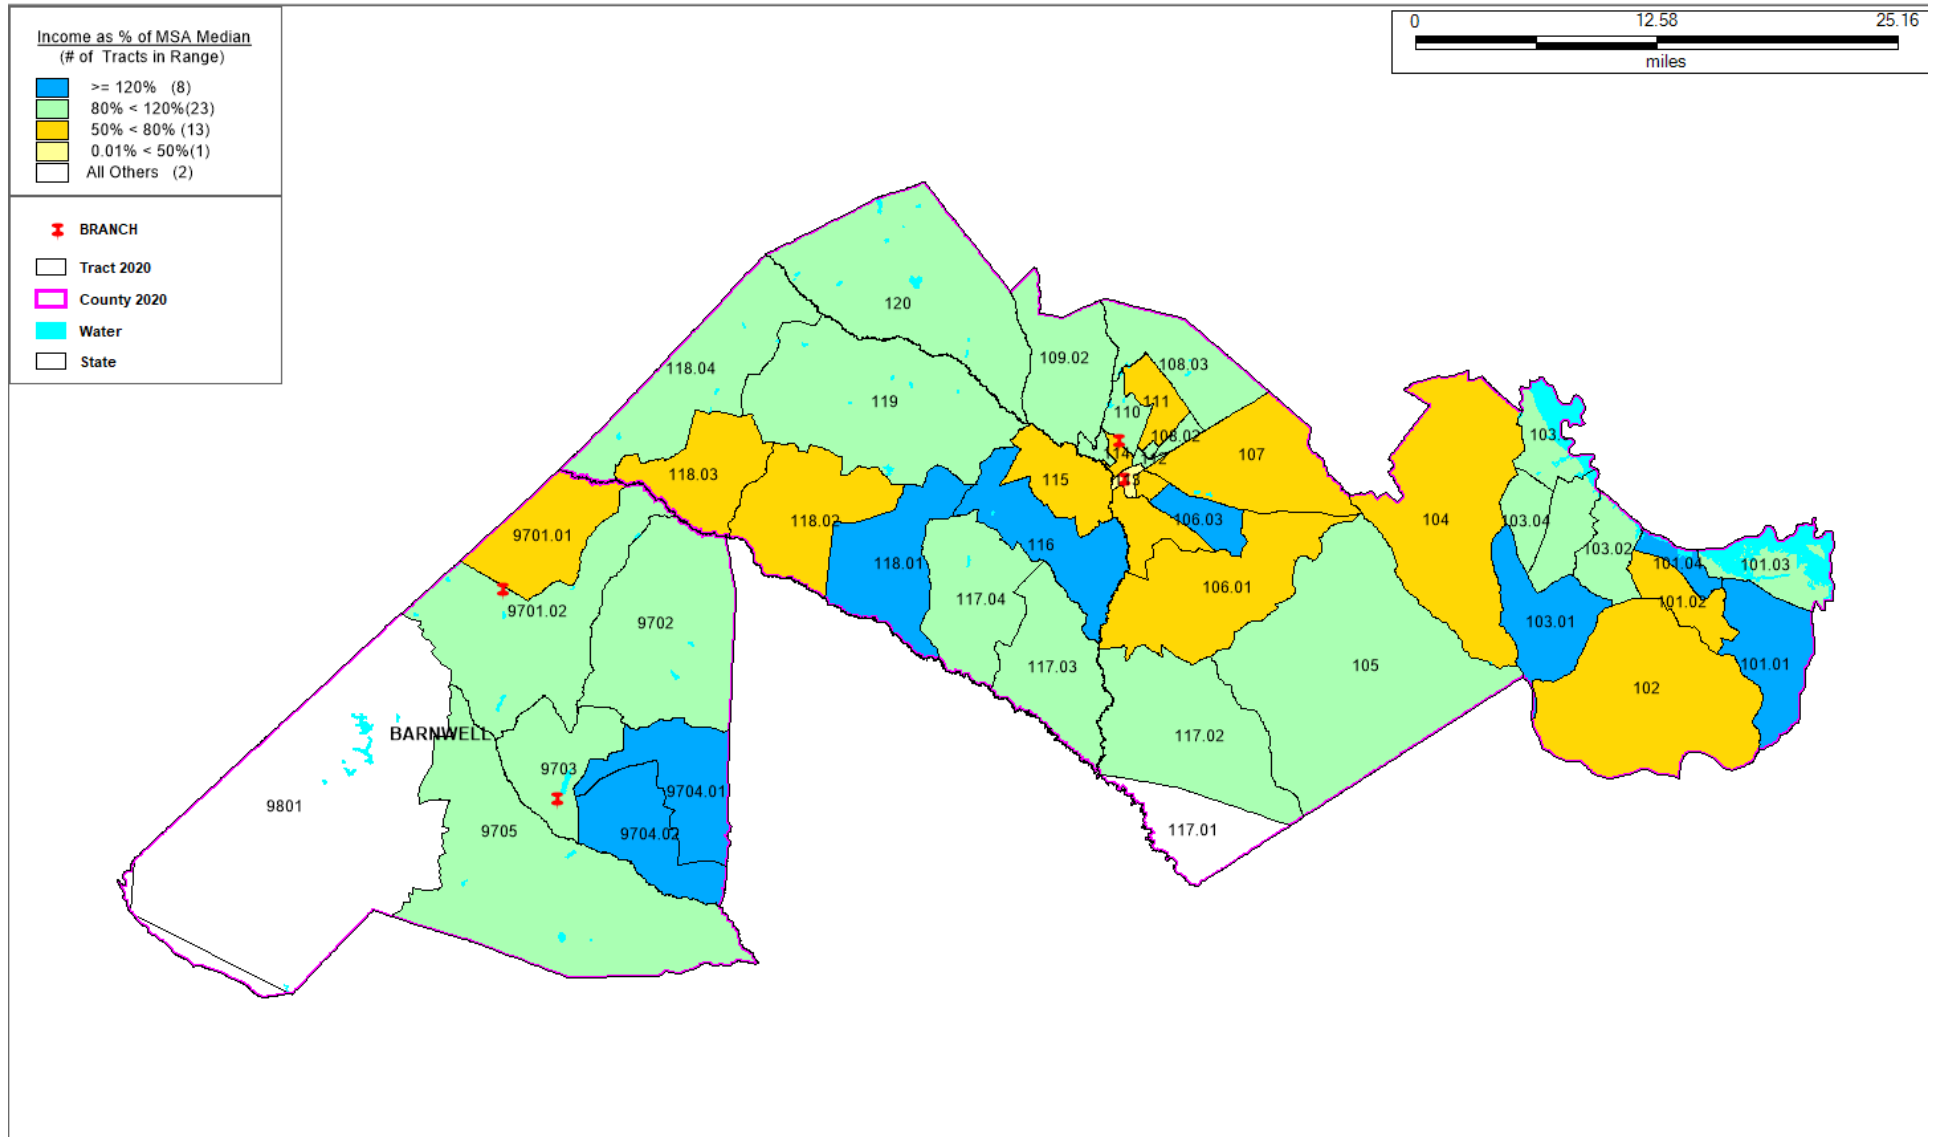 Income as % of MSA Median
(# of Tracts in Range)
>= 120% (8)
80% < 120%(23)
50% < 80% (13)
0.01% < 50%(1)
All Others (2)
BRANCH
Tract 2020
County 2020
Water
State
0 12.58 25.16
miles
120
109.02
108.03
118.04
119
111
110
108.02
107
103.
118.03
115
104
118.02
106.03
103.04
9701.01
116
103.02
118.01
101.04
101.03
117.04
106.01
101.02
9701.02
9702
103.01
117.03
105
101.01
102
BARNWELL
117.02
9703
9704.01
9801
9705
9704.02
117.01